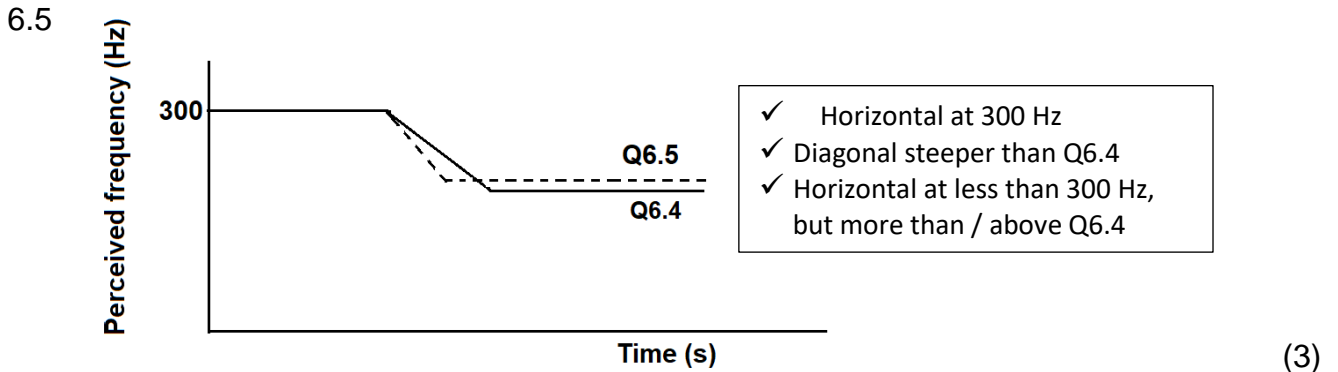 6.5
Perceived frequency (Hz)
300
Q6.5
Q6.4
Time (s)
✓ Horizontal at 300 Hz
✓ Diagonal steeper than Q6.4
✓ Horizontal at less than 300 Hz,
but more than / above Q6.4
(3)